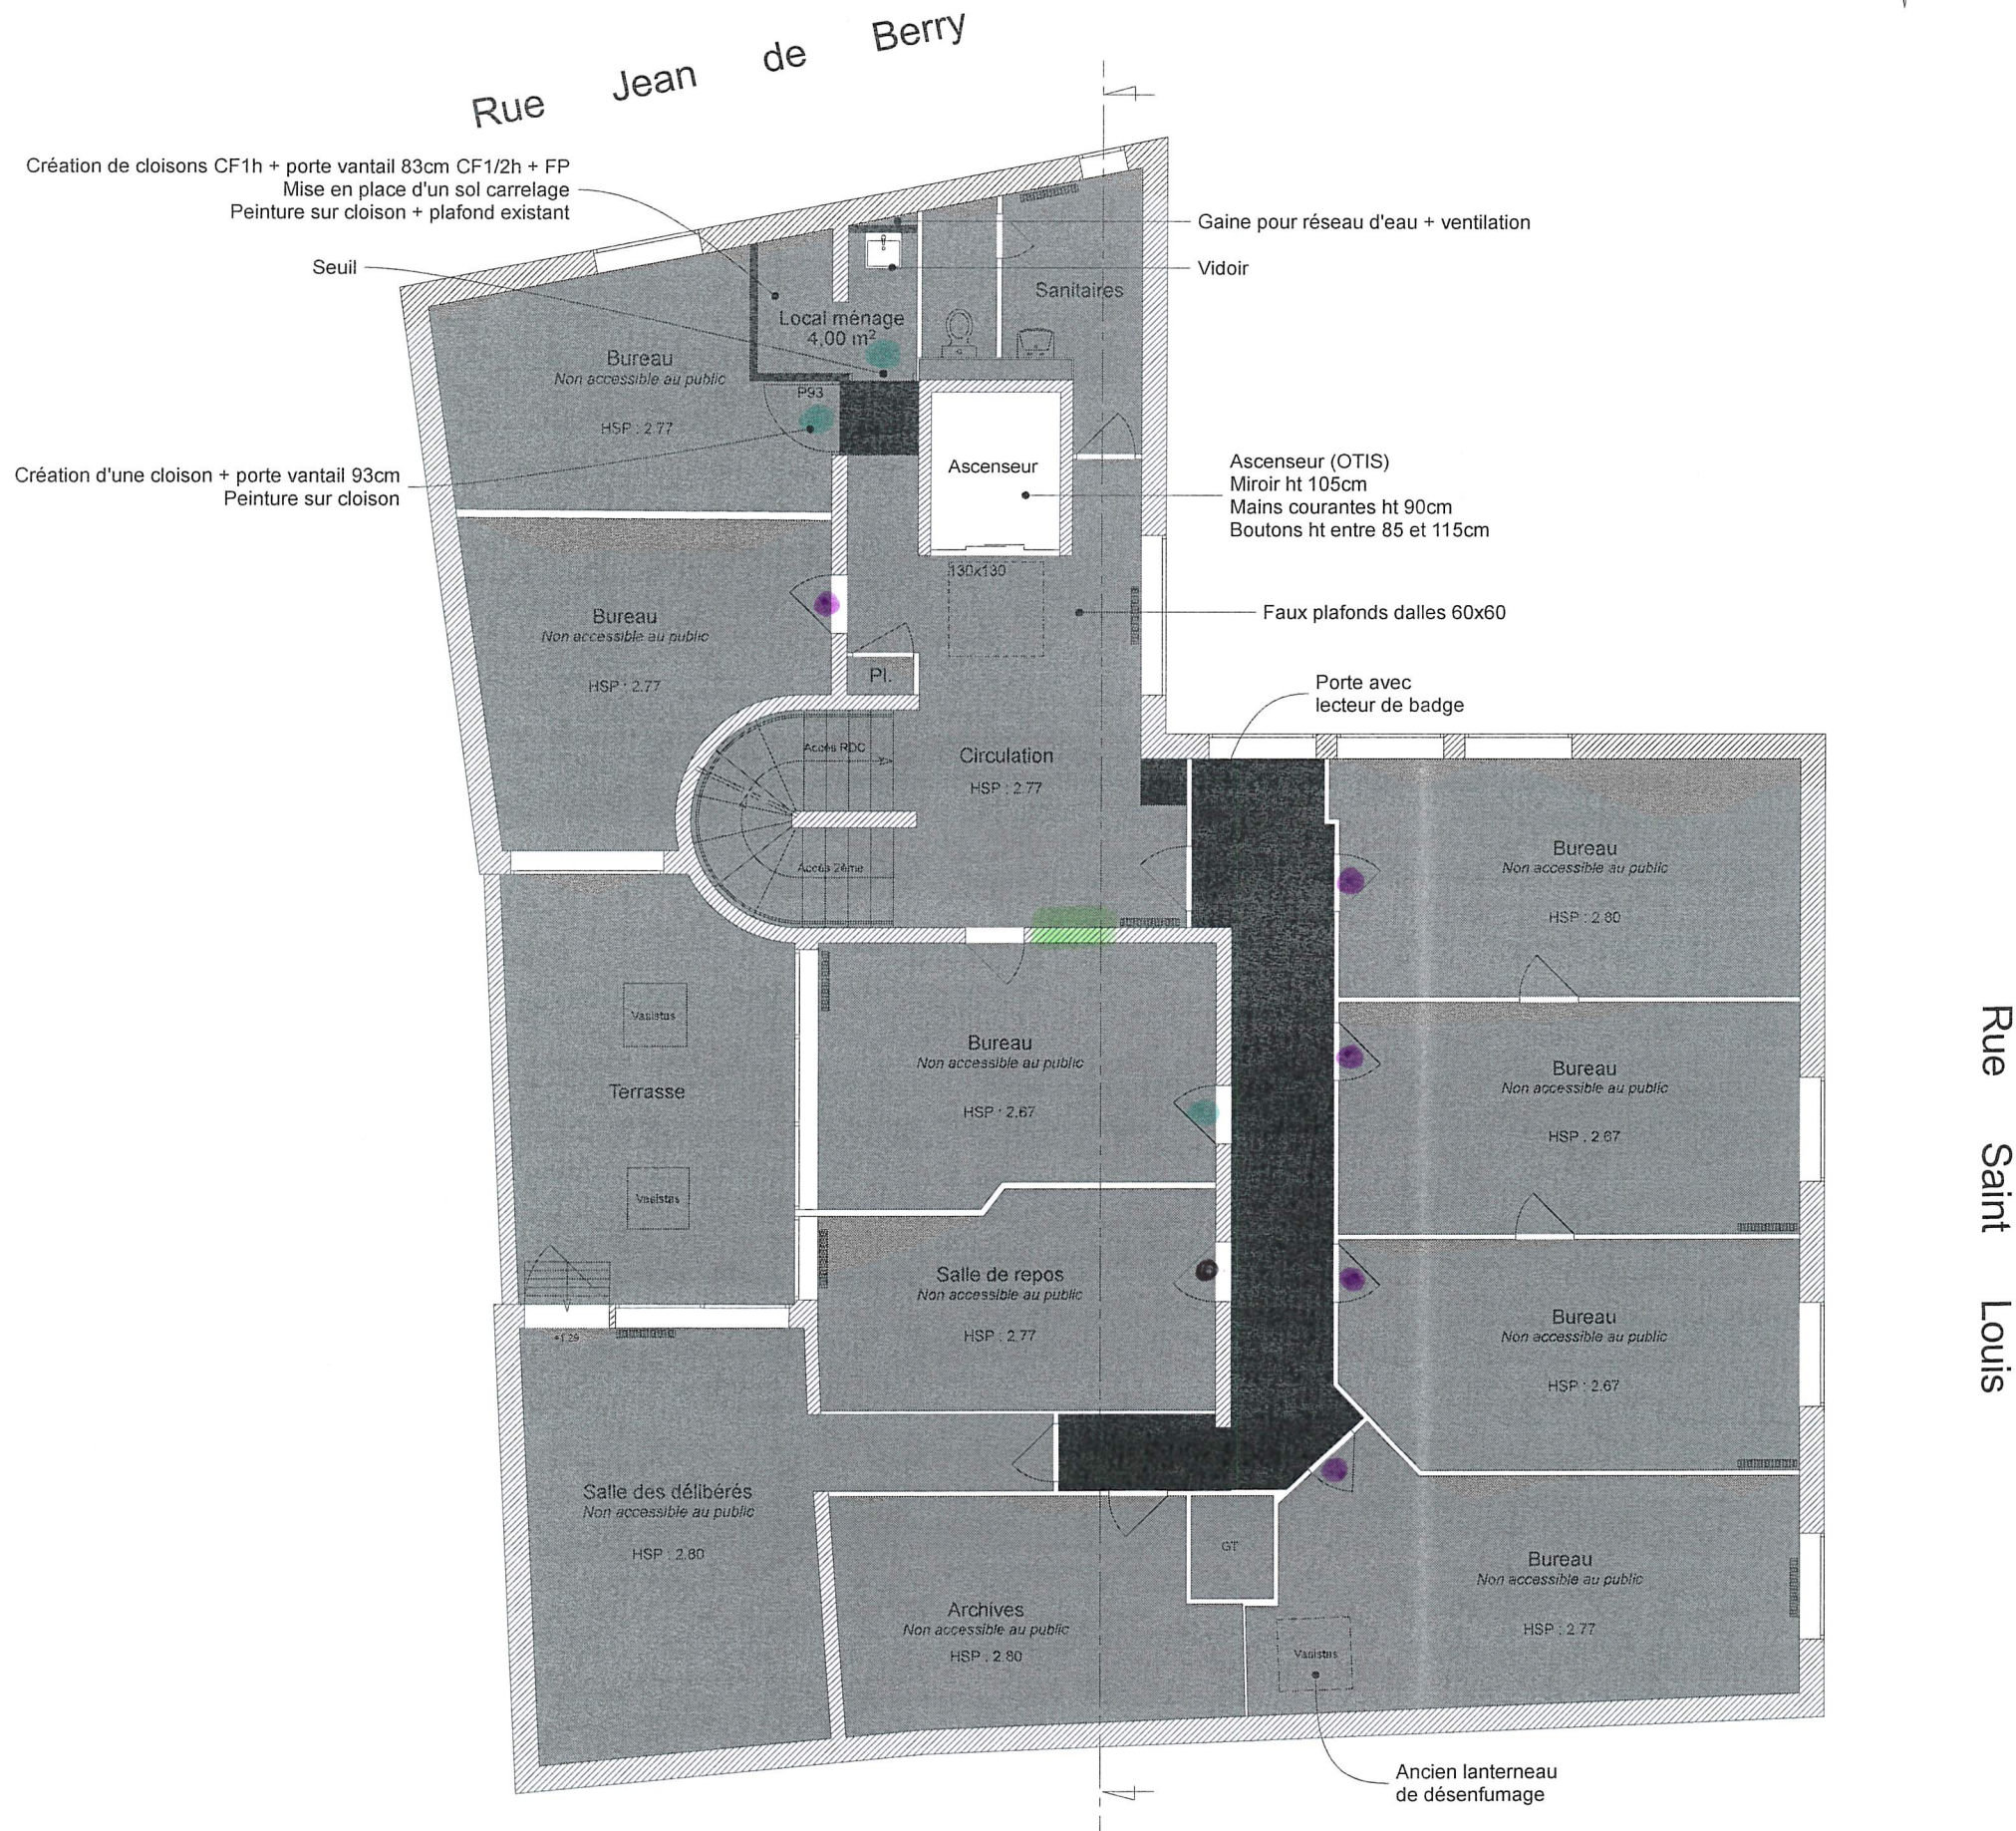 Rue Jean de Berry
Création de cloisons CF1h + porte vantail 83cm CF1/2h + FP
Mise en place d'un sol carrelage
Peinture sur cloison + plafond existant
Seuil
Gaine pour réseau d'eau + ventilation
Vidoir
Sanitaires
Local ménage
4,00 m²
Bureau
Non accessible au public
HSP : 2.77
P93
Création d'une cloison + porte vantail 93cm
Peinture sur cloison
Ascenseur
Ascenseur (OTIS)
Miroir ht 105cm
Mains courantes ht 90cm
Boutons ht entre 85 et 115cm
130x130
Faux plafonds dalles 60x60
Bureau
Non accessible au public
HSP : 2.77
Pl.
Porte avec
lecteur de badge
Accès RDC
Circulation
HSP : 2.77
Accès 2ème
Bureau
Non accessible au public
HSP : 2.80
Vasistas
Terrasse
Vasistas
Bureau
Non accessible au public
HSP : 2.67
Bureau
Non accessible au public
HSP : 2.67
Rue Saint Louis
Salle de repos
Non accessible au public
HSP : 2.77
Bureau
Non accessible au public
HSP : 2.67
+1.29
Salle des délibérés
Non accessible au public
HSP : 2.80
GT
Archives
Non accessible au public
HSP : 2.80
Bureau
Non accessible au public
HSP : 2.77
Vasistas
Ancien lanterneau
de désenfumage